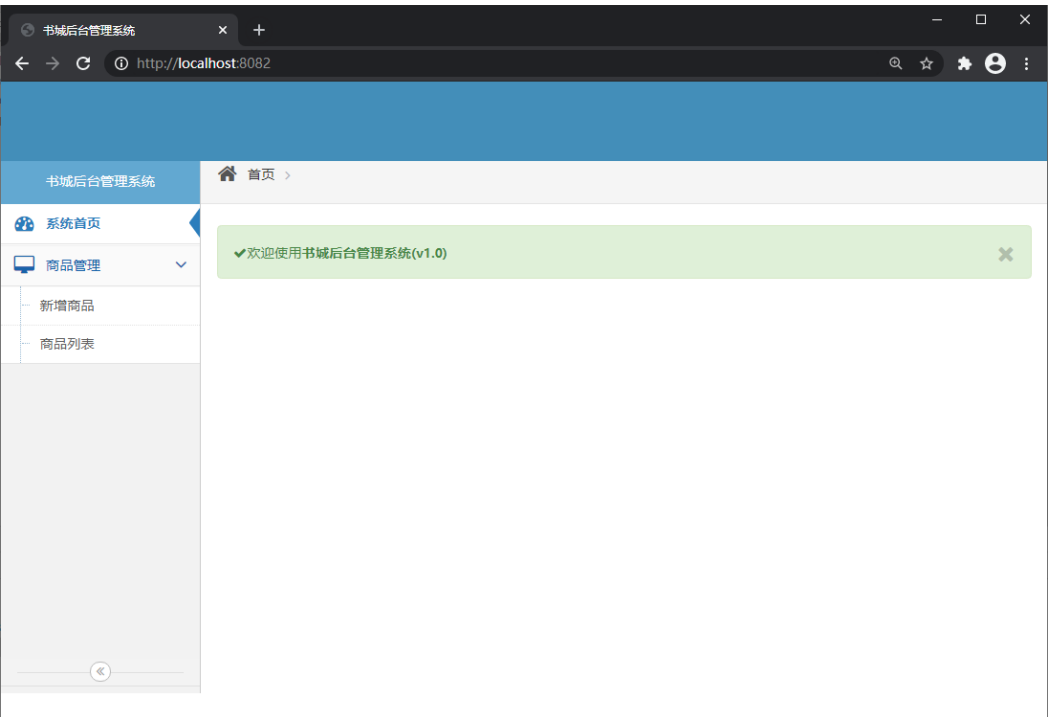 书城后台管理系统
http://localhost:8082
书城后台管理系统
首页
系统首页
商品管理
新增商品
商品列表
欢迎使用书城后台管理系统(v1.0)